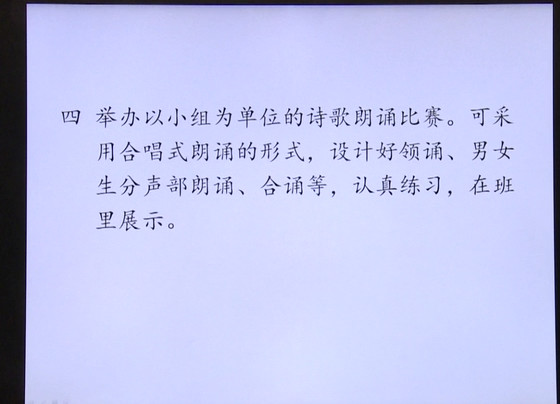 四 举办以小组为单位的诗歌朗诵比赛。可采
用合唱式朗诵的形式，设计好领诵、男女
生分声部朗诵、合诵等，认真练习，在班
里展示。